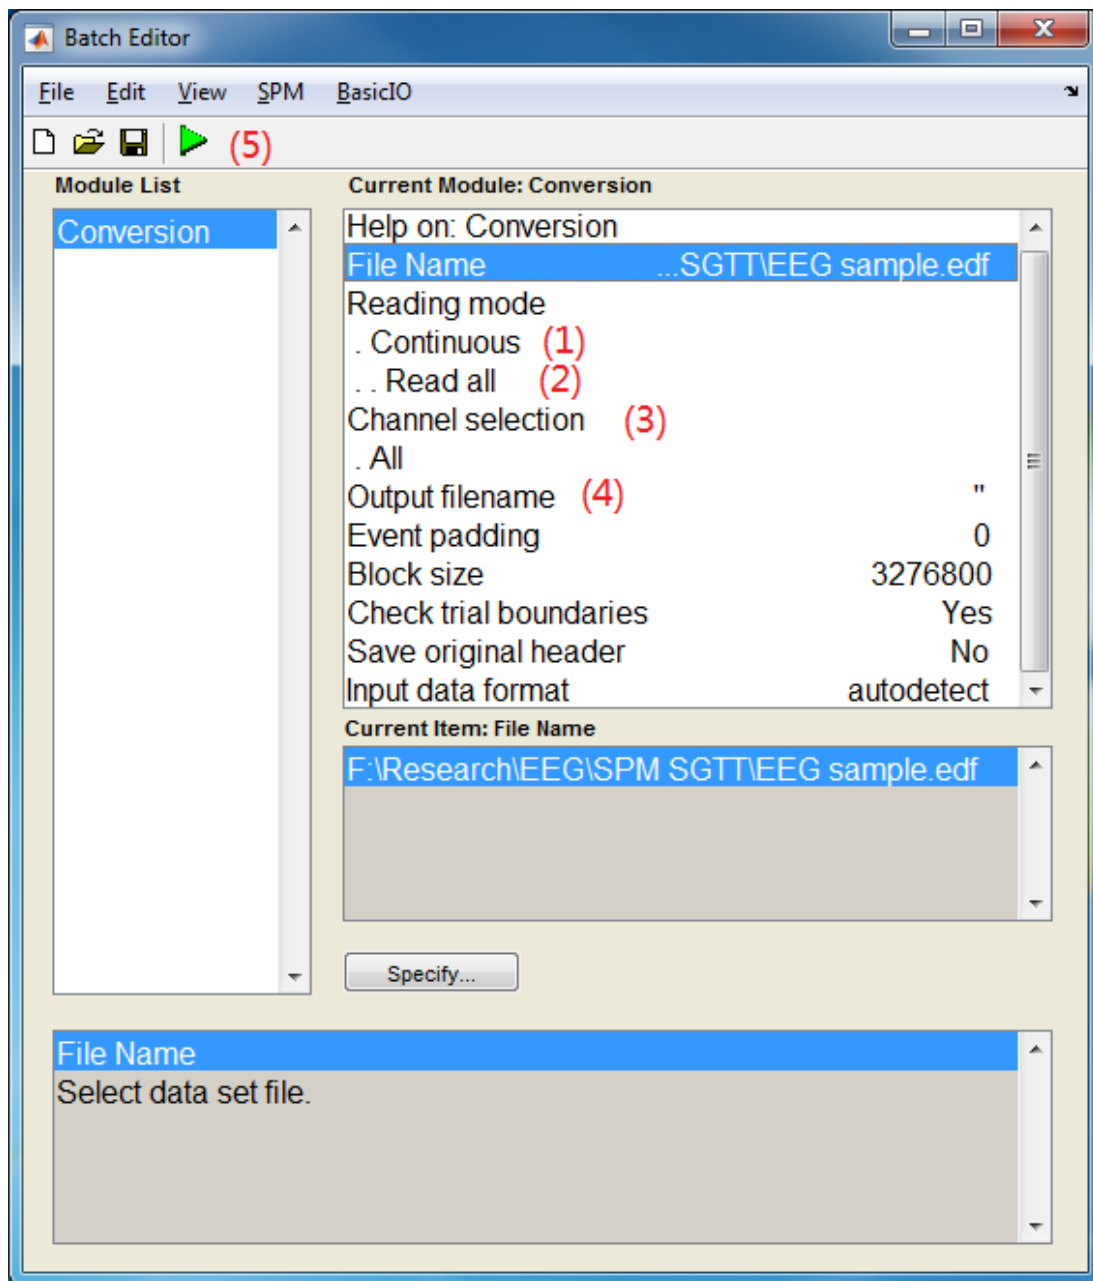 Batch Editor
File Edit View SPM BasicIO
(5)
Module List
Conversion
Current Module: Conversion
Help on: Conversion
File Name ...SGTT\EEG sample.edf
Reading mode
. Continuous (1)
. . Read all (2)
Channel selection (3)
. All
Output filename (4) "
Event padding 0
Block size 3276800
Check trial boundaries Yes
Save original header No
Input data format autodetect
Current Item: File Name
F:\Research\EEG\SPM SGTT\EEG sample.edf
Specify...
File Name
Select data set file.